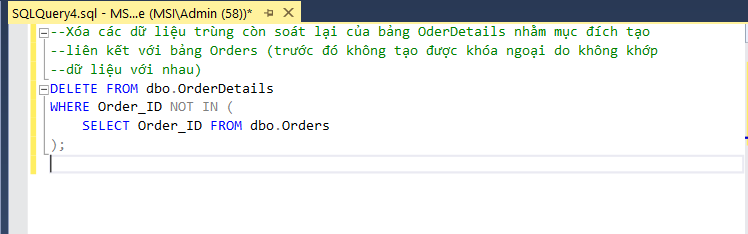 SQLQuery4.sql - MS...e (MSI\Admin (58))*
--Xóa các dữ liệu trùng còn soát lại của bảng OderDetails nhằm mục đích tạo
--liên kết với bảng Orders (trước đó không tạo được khóa ngoại do không khớp
--dữ liệu với nhau)
DELETE FROM dbo.OrderDetails
WHERE Order_ID NOT IN (
    SELECT Order_ID FROM dbo.Orders
);